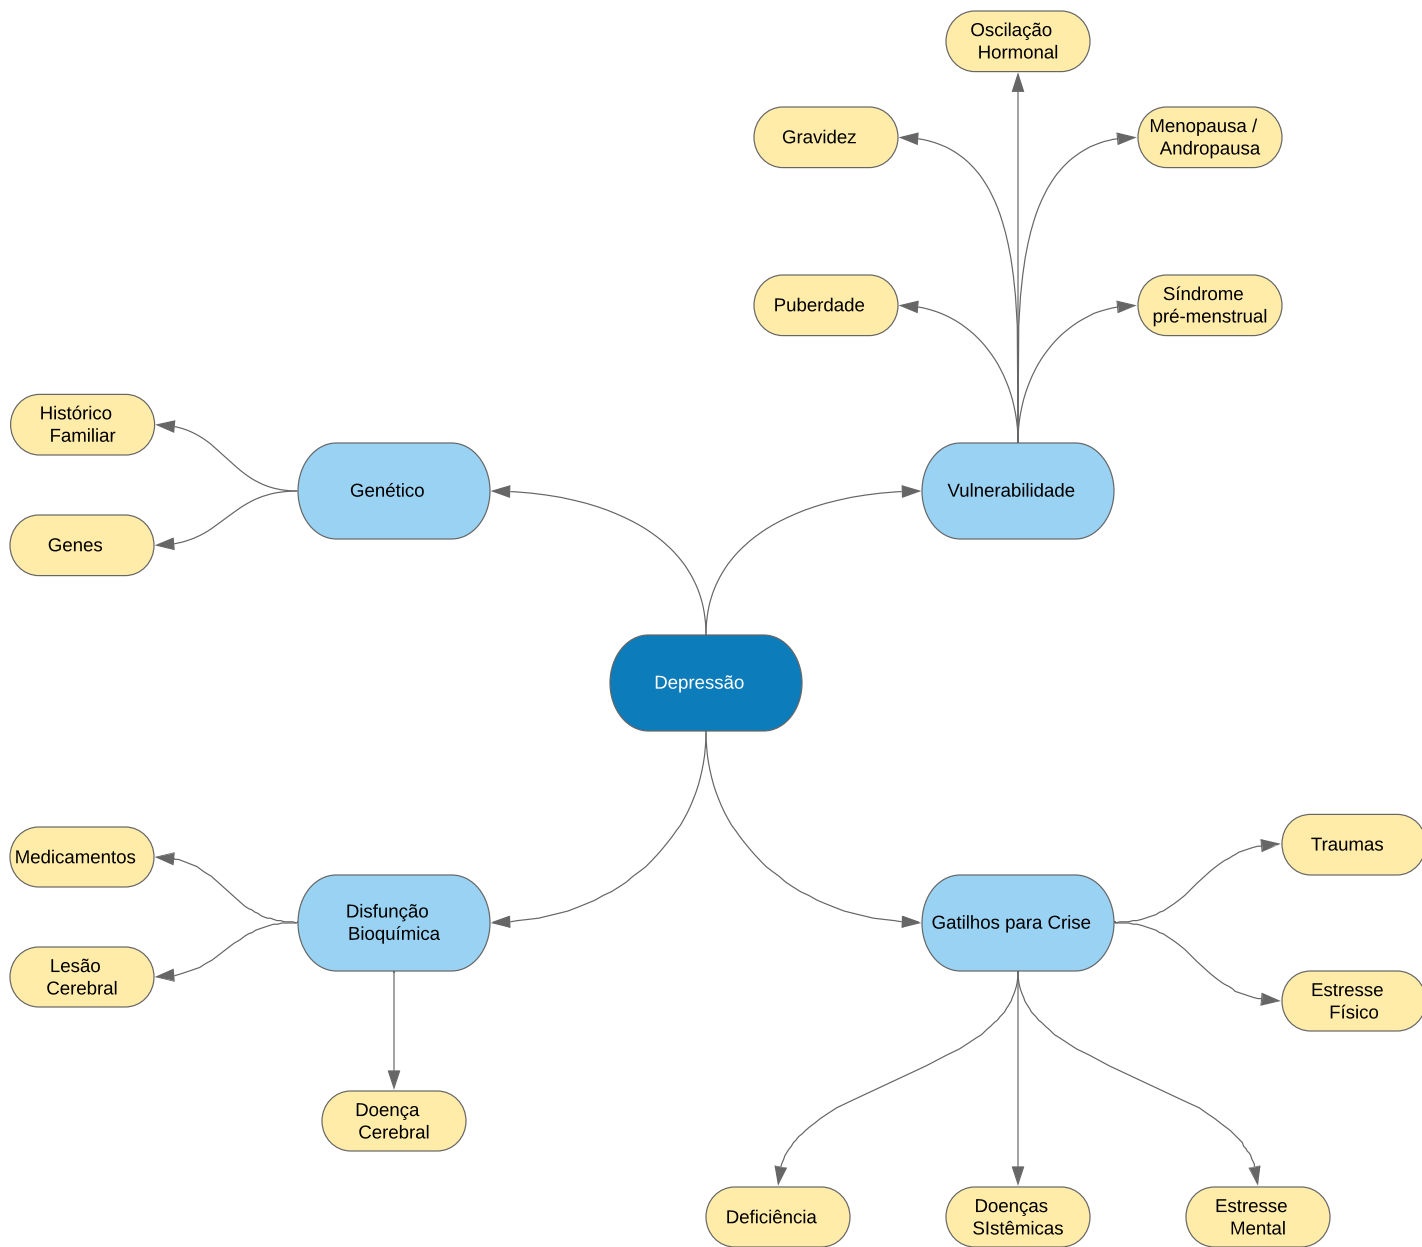 Oscilação
Hormonal
Gravidez
Menopausa /
Andropausa
Puberdade
Síndrome
pré-menstrual
Histórico
Familiar
Genético
Vulnerabilidade
Genes
Depressão
Medicamentos
Traumas
Disfunção
Bioquímica
Gatilhos para Crise
Lesão
Cerebral
Estresse
Físico
Doença
Cerebral
Deficiência
Doenças
SIstêmicas
Estresse
Mental